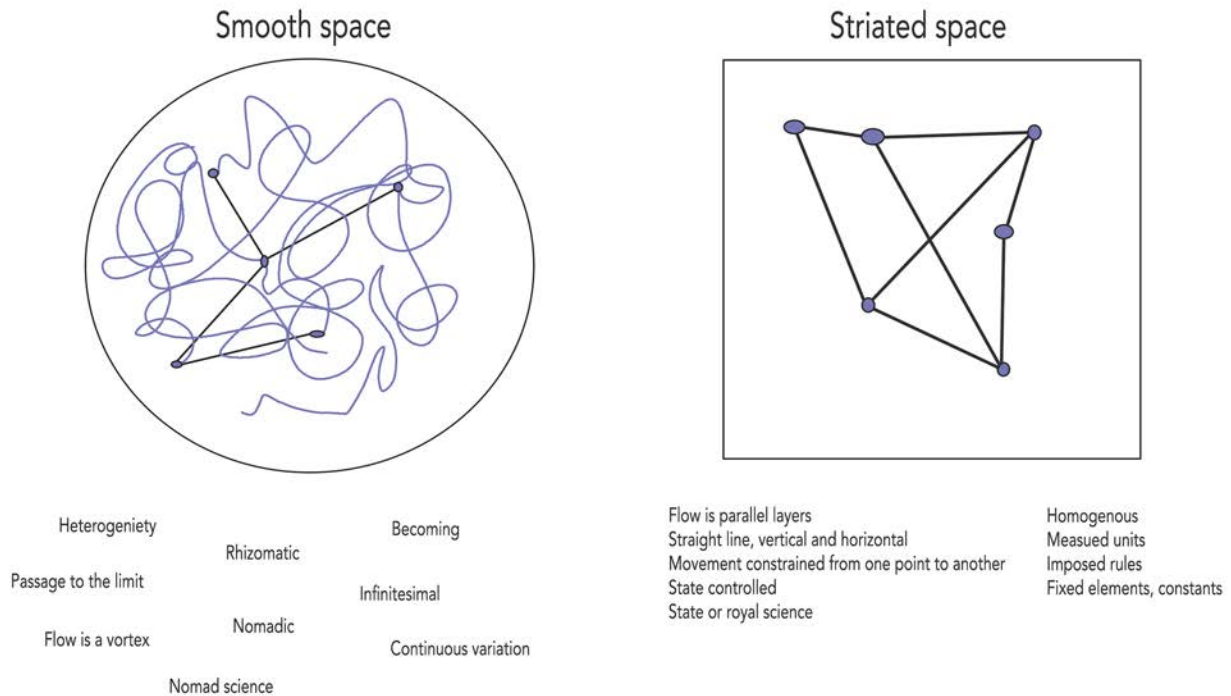 Smooth space
Striated space
Heterogeniety
Becoming
Rhizomatic
Passage to the limit
Infinitesimal
Nomadic
Flow is a vortex
Continuous variation
Nomad science
Flow is parallel layers
Straight line, vertical and horizontal
Movement constrained from one point to another
State controlled
State or royal science
Homogenous
Measued units
Imposed rules
Fixed elements, constants